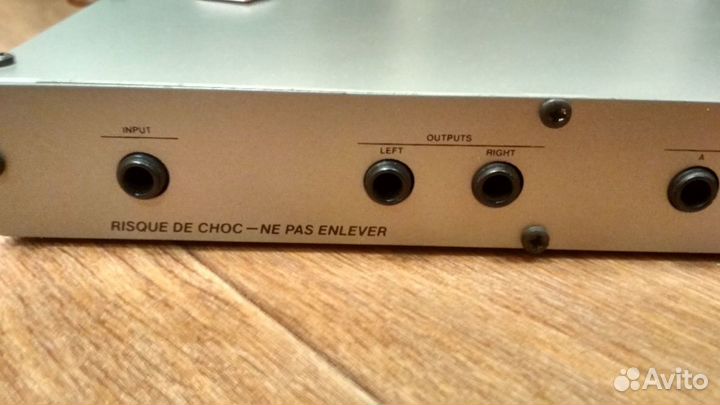 INPUT
OUTPUTS
LEFT
RIGHT
A
RISQUE DE CHOC — NE PAS ENLEVER
Avito